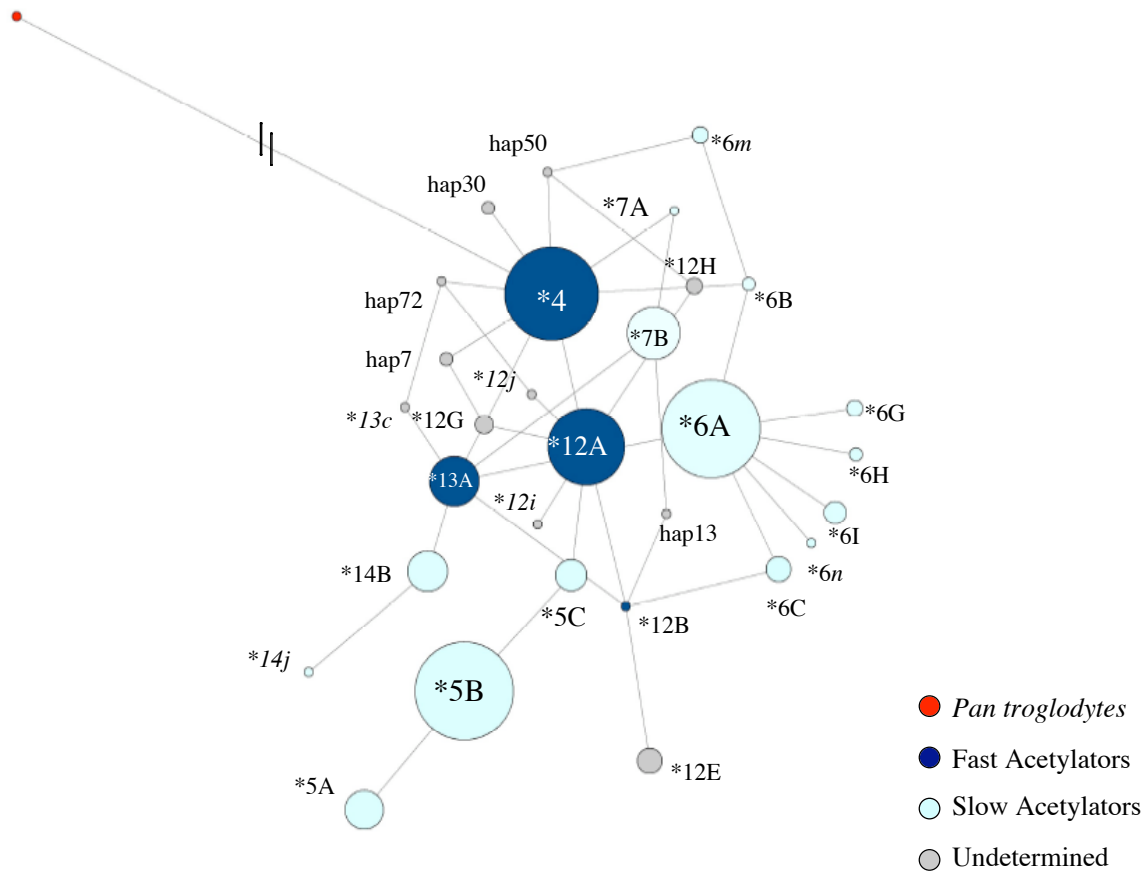 *6m
hap50
hap30
*7A
*12H
hap72
*4
*6B
*7B
hap7
*12j
*13c
*12G
*6A
*6G
*12A
*13A
*6H
*12i
hap13
*6I
*14B
*6n
*5C
*12B
*6C
*14j
*5B
*12E
*5A
Pan troglodytes
Fast Acetylators
Slow Acetylators
Undetermined